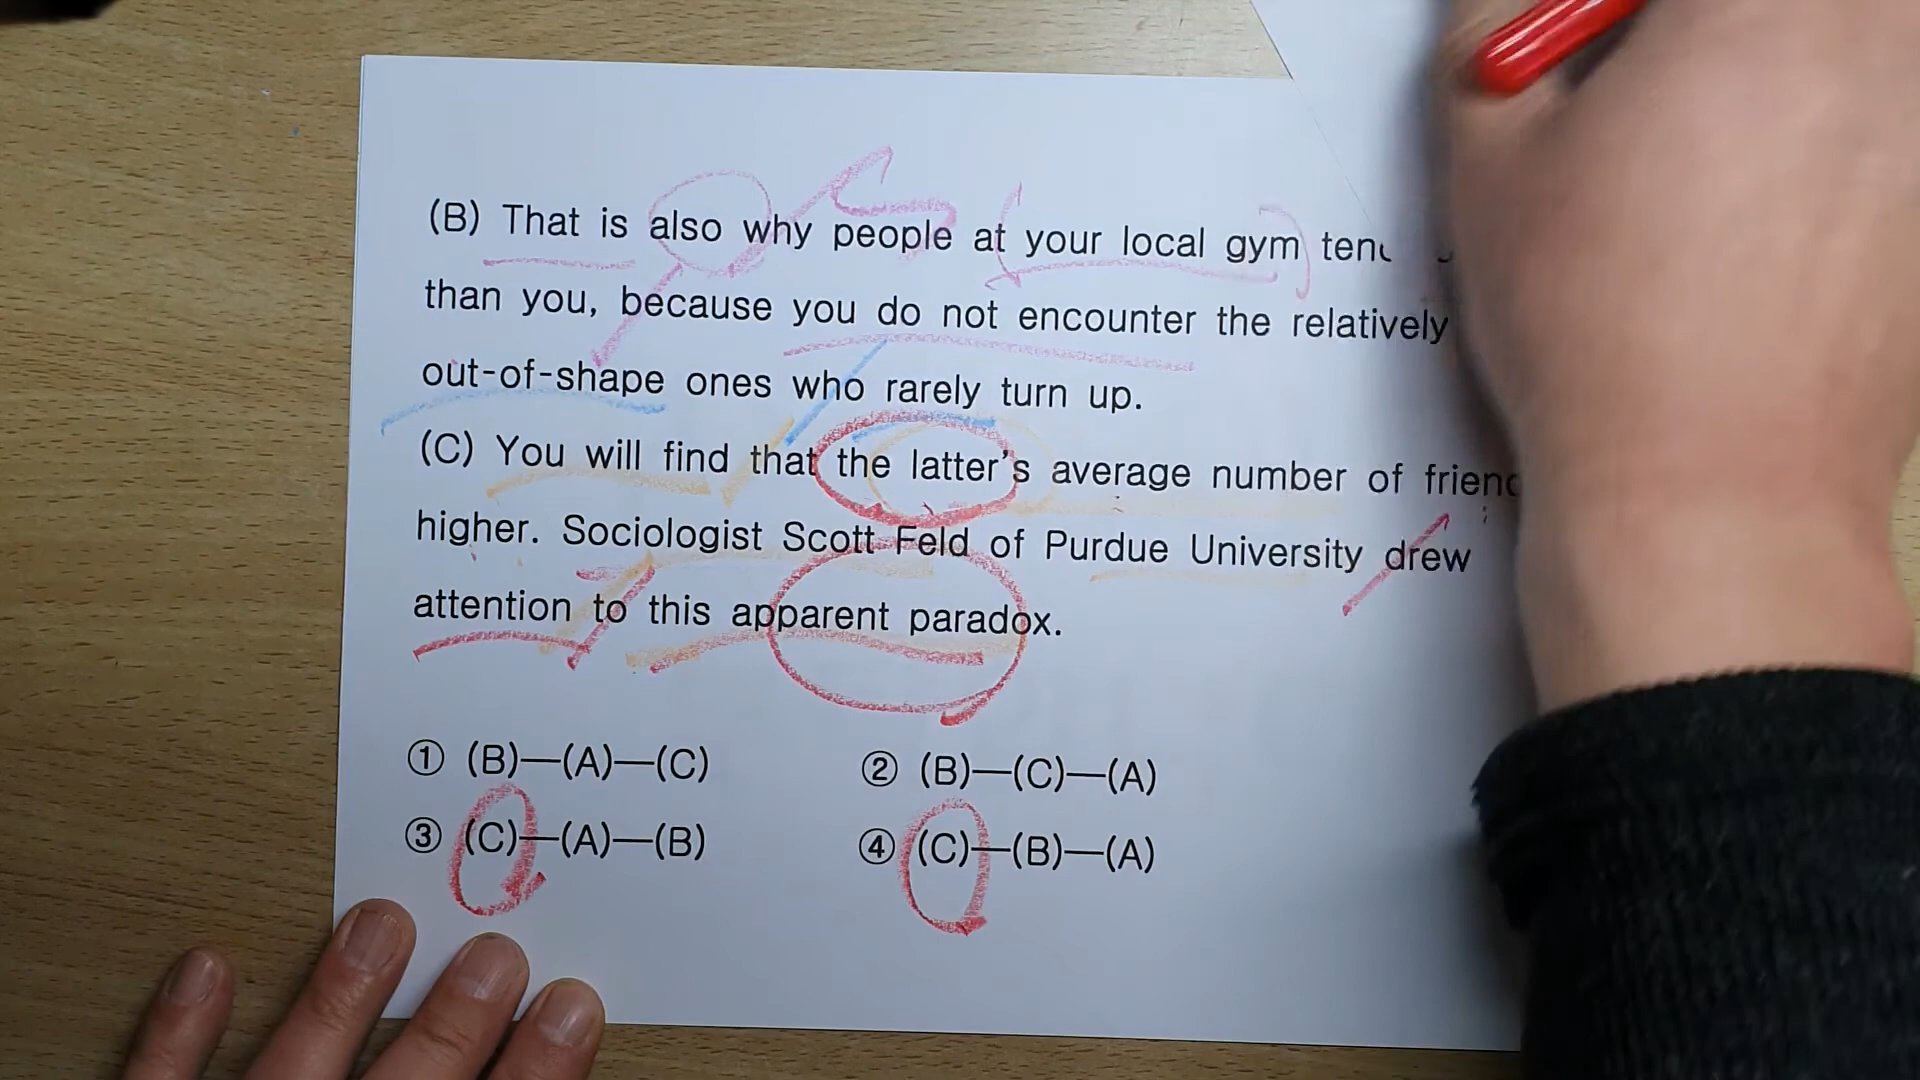 (B) That is also why people at your local gym
than you, because you do not encounter the relatively
out-of-shape ones who rarely turn up.
(C) You will find that the latter's average number of
higher. Sociologist Scott Feld of Purdue University drew
attention to this apparent paradox.
① (B)—(A)—(C) ② (B)—(C)—(A)
③ (C)—(A)—(B) ④ (C)—(B)—(A)